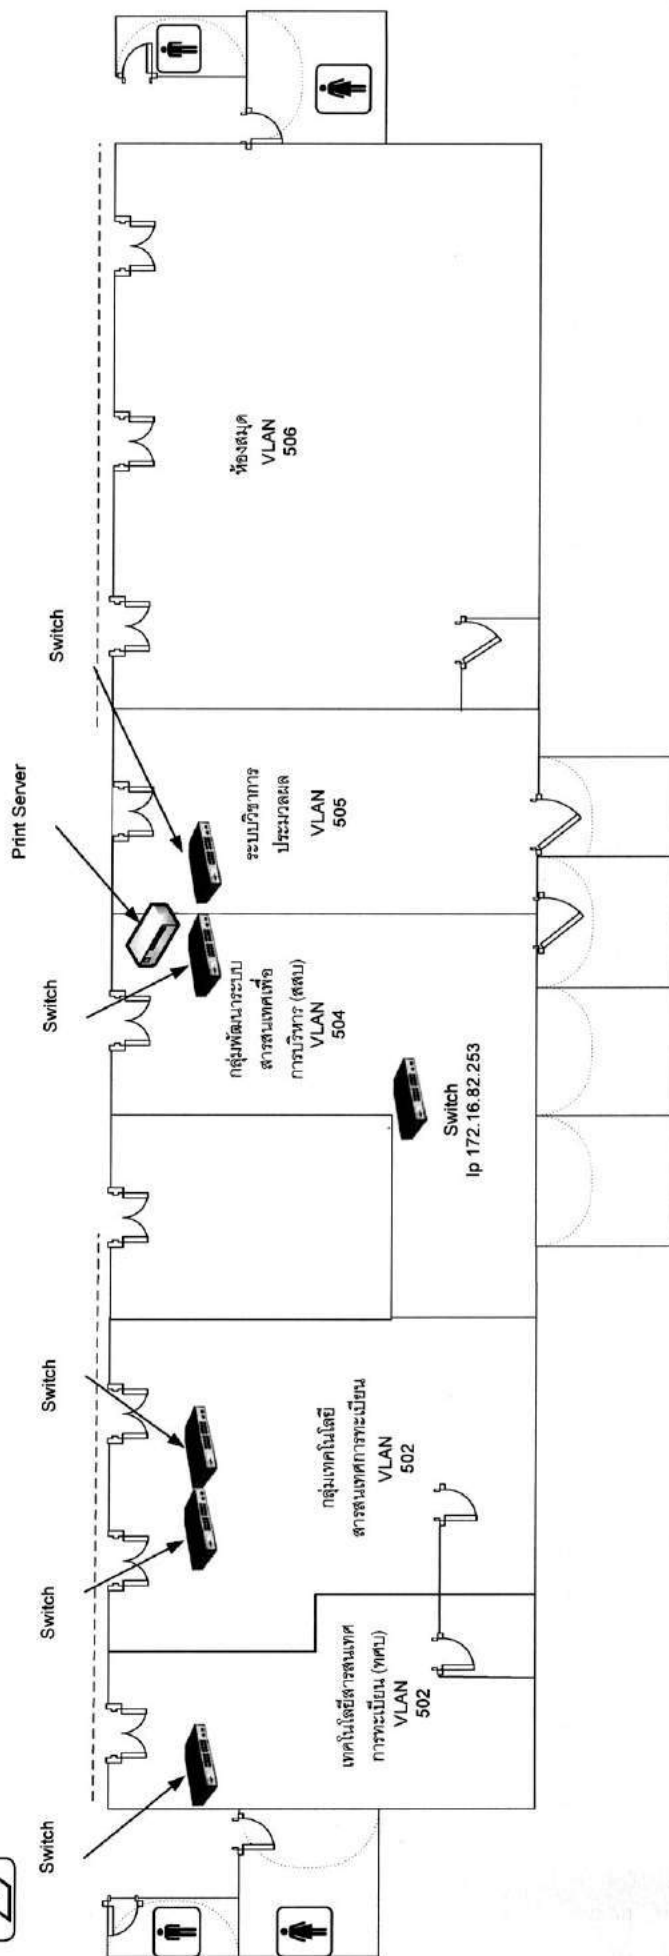 Switch
Switch
Switch
Switch
Print Server
Switch
เทคโนโลยีสารสนเทศ
การทะเบียน (ทศบ)
VLAN
502
กลุ่มเทคโนโลยี
สารสนเทศการทะเบียน
VLAN
502
กลุ่มพัฒนาระบบ
สารสนเทศเพื่อ
การบริหาร (สสบ)
VLAN
504
Switch
Ip 172.16.82.253
ระบบวิชาการ
ประมวลผล
VLAN
505
ห้องสมุด
VLAN
506